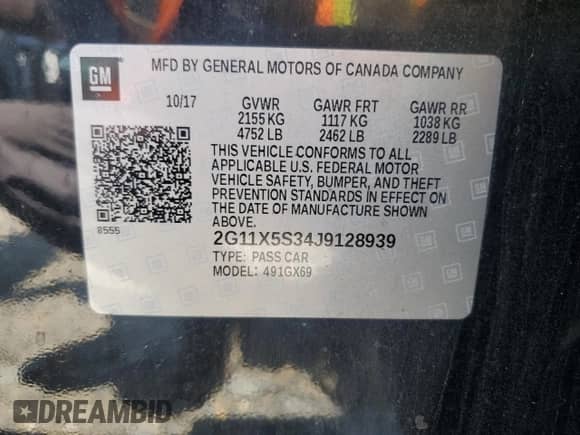 GM
MFD BY GENERAL MOTORS OF CANADA COMPANY
10/17 GVWR GAWR FRT GAWR RR
2155 KG 1117 KG 1038 KG
4752 LB 2462 LB 2289 LB
THIS VEHICLE CONFORMS TO ALL
APPLICABLE U.S. FEDERAL MOTOR
VEHICLE SAFETY, BUMPER, AND THEFT
PREVENTION STANDARDS IN EFFECT ON
THE DATE OF MANUFACTURE SHOWN
ABOVE.
8555
2G11X5S34J9128939
TYPE: PASS CAR
MODEL: 491GX69
DREAMBID